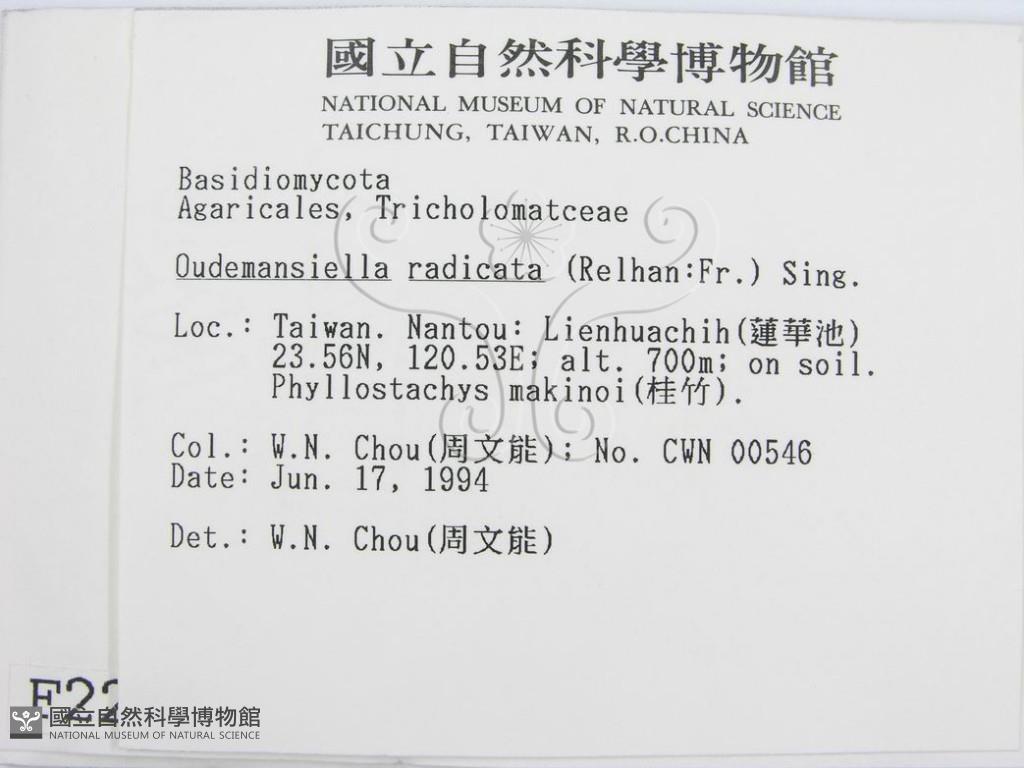 國立自然科學博物館
NATIONAL MUSEUM OF NATURAL SCIENCE
TAICHUNG, TAIWAN, R.O.CHINA
Basidiomycota
Agaricales, Tricholomatceae
Oudemansiella radicata (Relhan:Fr.) Sing.
Loc.: Taiwan. Nantou: Lienhuachih(蓮華池)
23.56N, 120.53E; alt. 700m; on soil.
Phyllostachys makinoi(桂竹).
Col.: W.N. Chou(周文能); No. CWN 00546
Date: Jun. 17, 1994
Det.: W.N. Chou(周文能)
國立自然科學博物館
NATIONAL MUSEUM OF NATURAL SCIENCE